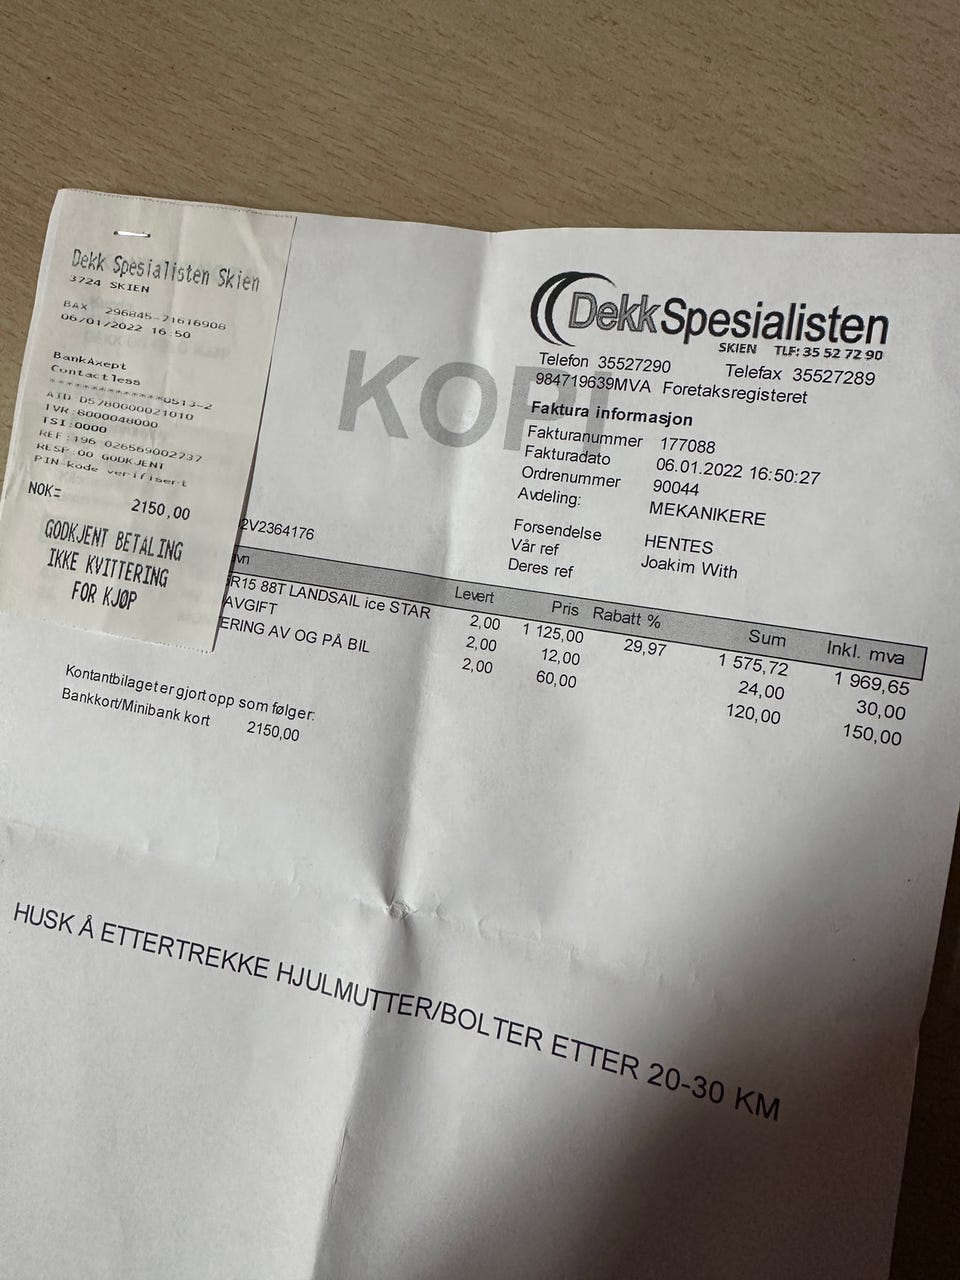 Dekk Spesialisten Skien
3724 SKIEN
BAX 296845-21616908
06/01/2022 16:50
BankAxept
Contactless
***************0513-2
AID D5780000021010
TVR:8000048000
TSI:0000
REF:196 026569002737
RESP:00 GODKJENT
PIN-kode verifisert
NOK= 2150,00
GODKJENT BETALING
IKKE KVITTERING
FOR KJØP
KOPI
DekkSpesialisten
SKIEN TLF: 35 52 72 90
Telefon 35527290 Telefax 35527289
984719639MVA Foretaksregisteret
Faktura informasjon
Fakturanummer 177088
Fakturadato 06.01.2022 16:50:27
Ordrenummer 90044
Avdeling: MEKANIKERE
Forsendelse HENTES
Vår ref Joakim With
Deres ref
2V2364176
vn Levert Pris Rabatt % Sum Inkl. mva
R15 88T LANDSAIL ice STAR 2,00 1 125,00 29,97 1 575,72 1 969,65
AVGIFT 2,00 12,00 24,00 30,00
ERING AV OG PÅ BIL 2,00 60,00 120,00 150,00
Kontantbilaget er gjort opp som følger:
Bankkort/Minibank kort 2150,00
HUSK Å ETTERTREKKE HJULMUTTER/BOLTER ETTER 20-30 KM